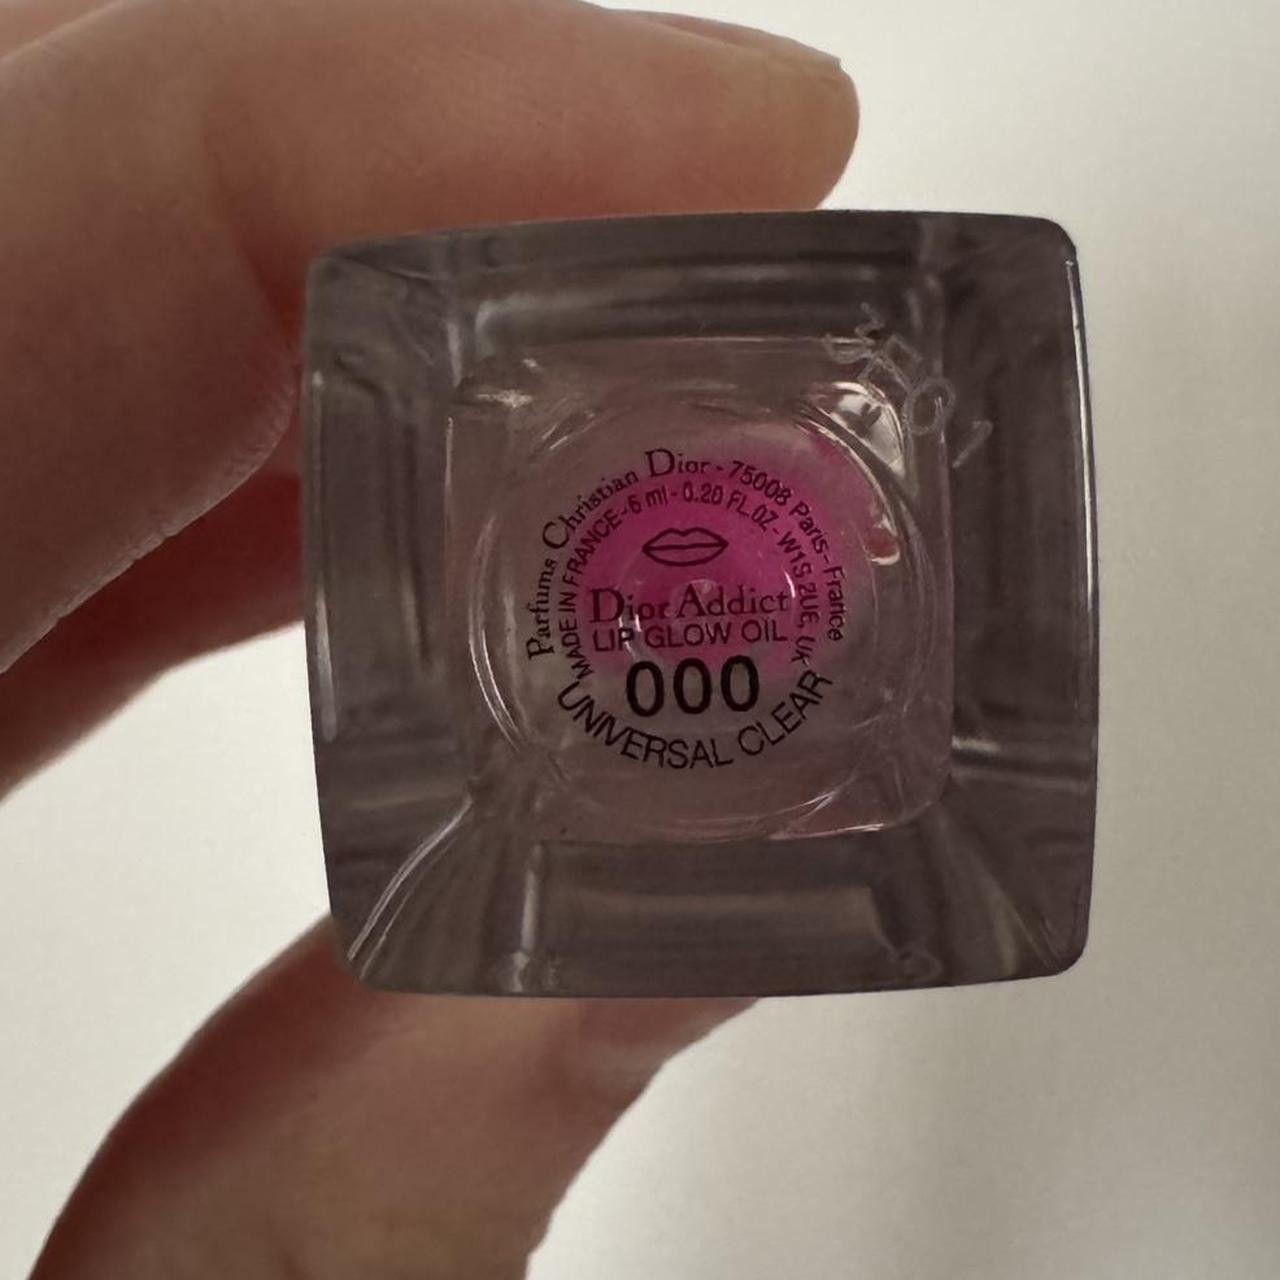 Parfums Christian Dior - 75008 Paris-France
MADE IN FRANCE - 6 ml - 0.20 FL.OZ - W1S 2UE, UK
Dior Addict
LIP GLOW OIL
000
UNIVERSAL CLEAR